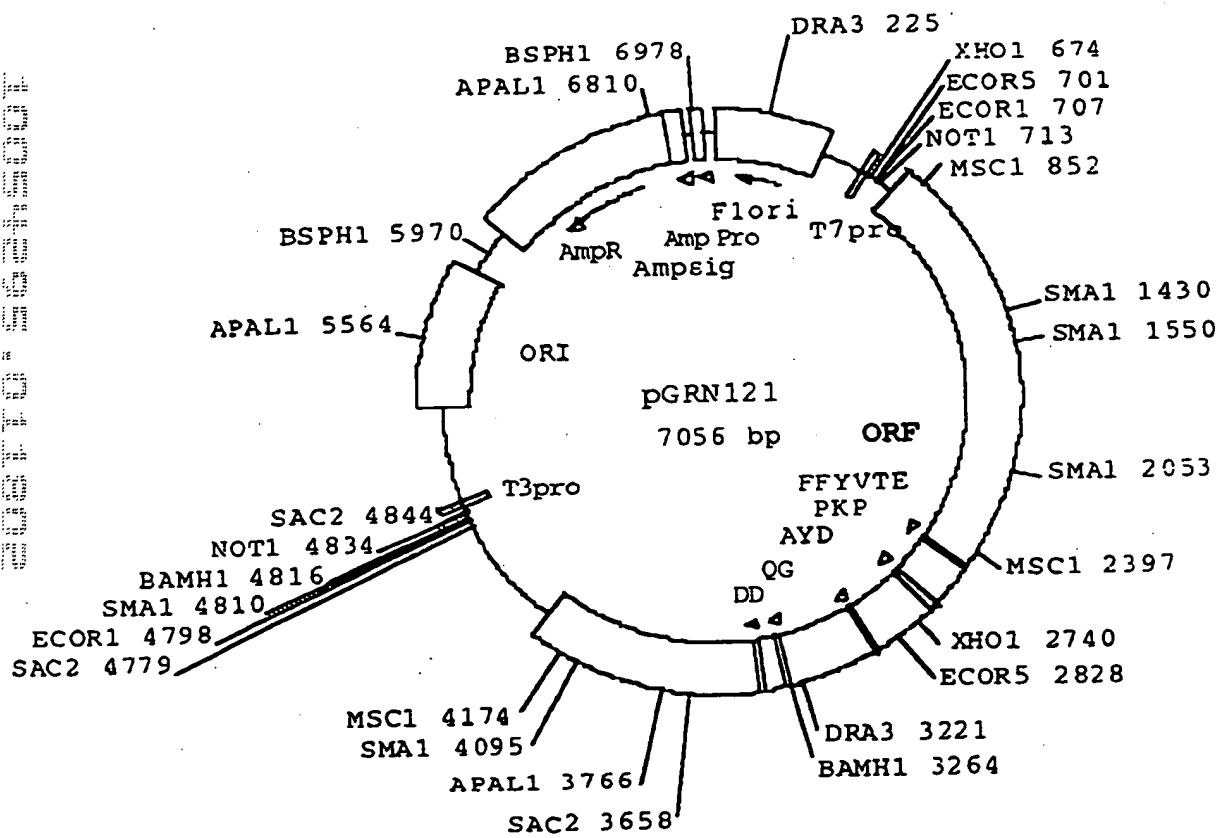 DRA3 225
BSPH1 6978
XHO1 674
APAL1 6810
ECOR5 701
ECOR1 707
NOT1 713
MSC1 852
F1ori
T7pro
BSPH1 5970
AmpR
Amp Pro
Ampsig
SMA1 1430
APAL1 5564
SMA1 1550
ORI
pGRN121
7056 bp
ORF
SMA1 2053
FFYVTE
T3pro
PKP
SAC2 4844
AYD
NOT1 4834
MSC1 2397
QG
BAMH1 4816
DD
SMA1 4810
ECOR1 4798
XHO1 2740
SAC2 4779
ECOR5 2828
MSC1 4174
DRA3 3221
SMA1 4095
BAMH1 3264
APAL1 3766
SAC2 3658
10054295.011802